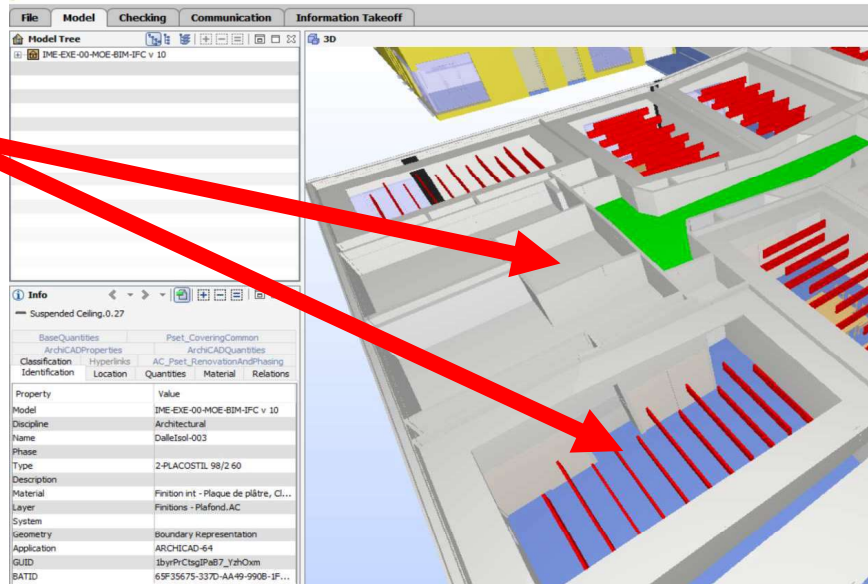 File Model Checking Communication Information Takeoff
Model Tree
3D
IME-EXE-00-MOE-BIM-IFC v 10
Info
Suspended Ceiling.0.27
BaseQuantities Pset_CoveringCommon
ArchiCADProperties ArchiCADQuantities
Classification Hyperlinks AC_Pset_RenovationAndPhasing
Identification Location Quantities Material Relations
Property Value
Model IME-EXE-00-MOE-BIM-IFC v 10
Discipline Architectural
Name DalleIsol-003
Phase
Type 2-PLACOSTIL 98/2 60
Description
Material Finition int - Plaque de plâtre, Cl...
Layer Finitions - Plafond.AC
System
Geometry Boundary Representation
Application ARCHICAD-64
GUID 1byrPrCtsgIPaB7_YzhOxm
BATID 65F35675-337D-AA49-990B-1F...